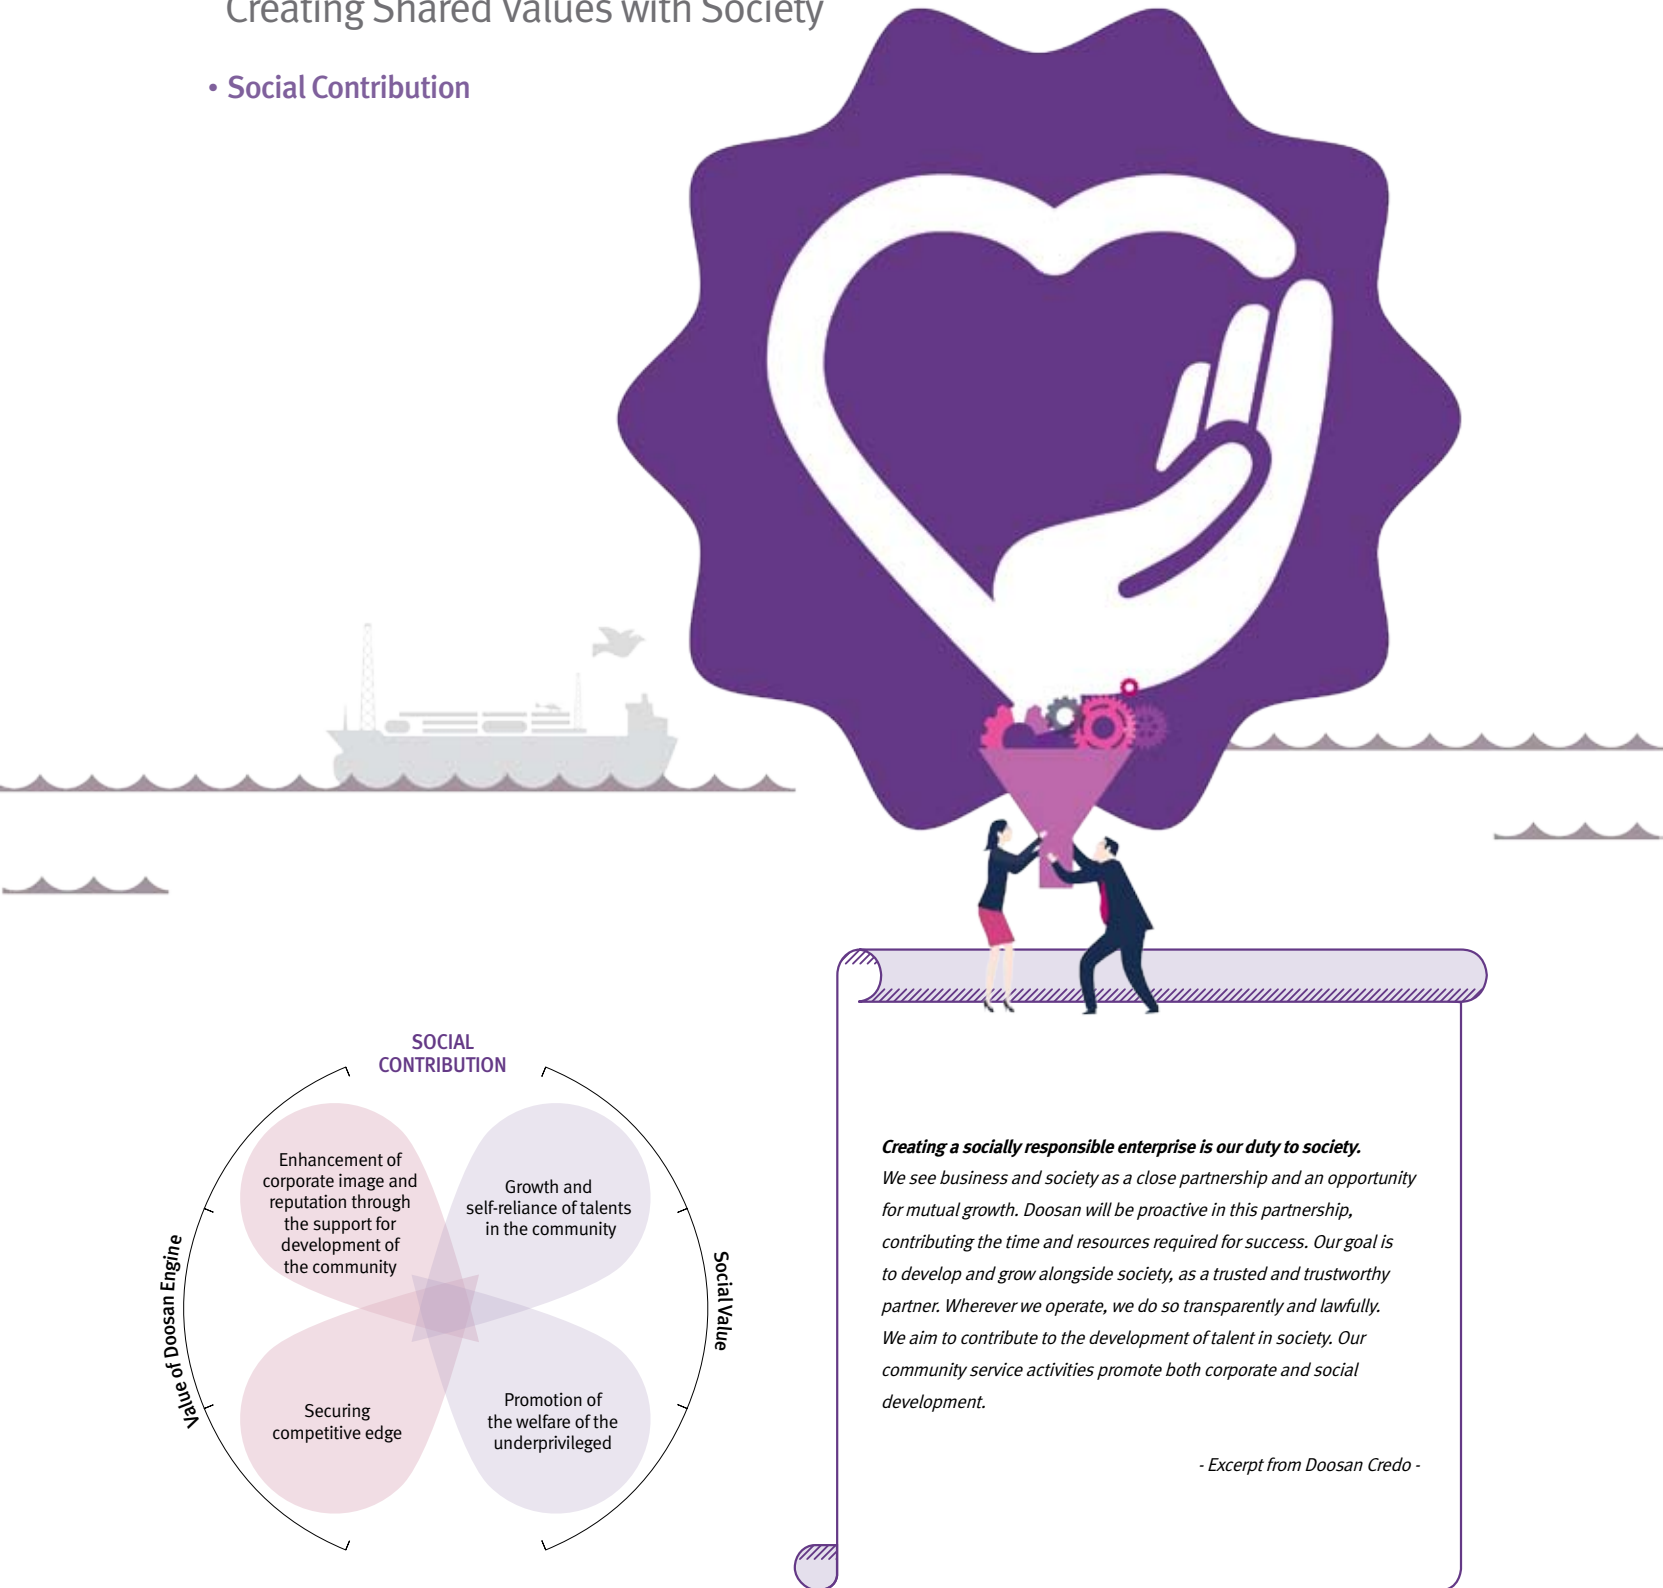 Creating Shared Values with Society
• Social Contribution
SOCIAL
CONTRIBUTION
Value of Doosan Engine
Enhancement of
corporate image and
reputation through
the support for
development of
the community
Growth and
self-reliance of talents
in the community
Social Value
Securing
competitive edge
Promotion of
the welfare of the
underprivileged
Creating a socially responsible enterprise is our duty to society.
We see business and society as a close partnership and an opportunity
for mutual growth. Doosan will be proactive in this partnership,
contributing the time and resources required for success. Our goal is
to develop and grow alongside society, as a trusted and trustworthy
partner. Wherever we operate, we do so transparently and lawfully.
We aim to contribute to the development of talent in society. Our
community service activities promote both corporate and social
development.
- Excerpt from Doosan Credo -